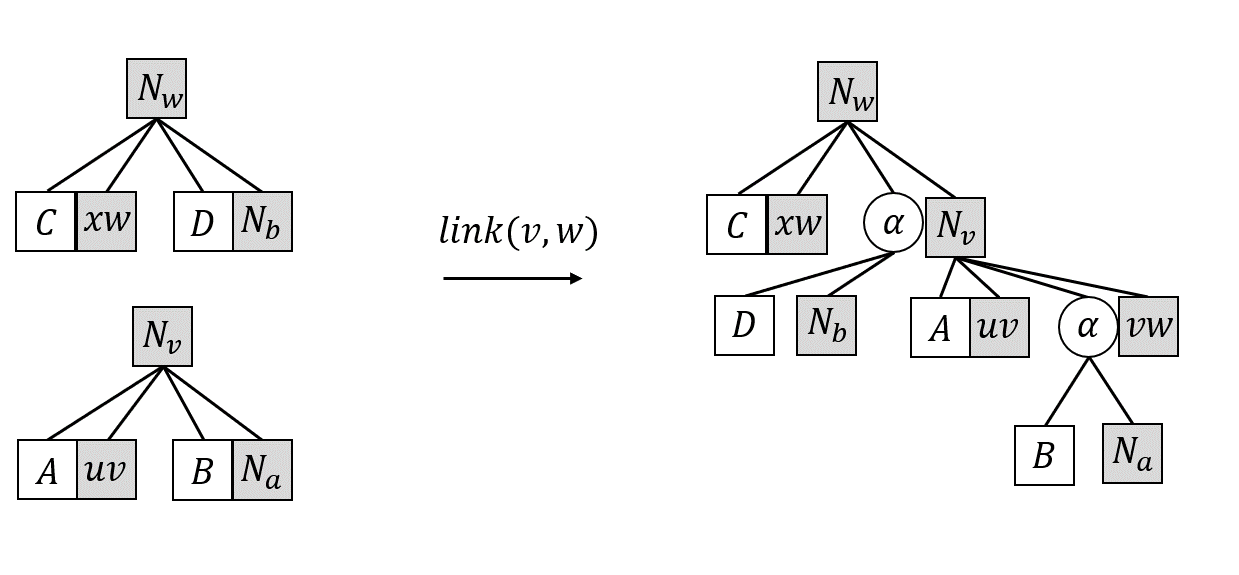 N_w
C xw D N_b
N_v
A uv B N_a
link(v, w)
N_w
C xw α N_v
D N_b A uv α vw
B N_a